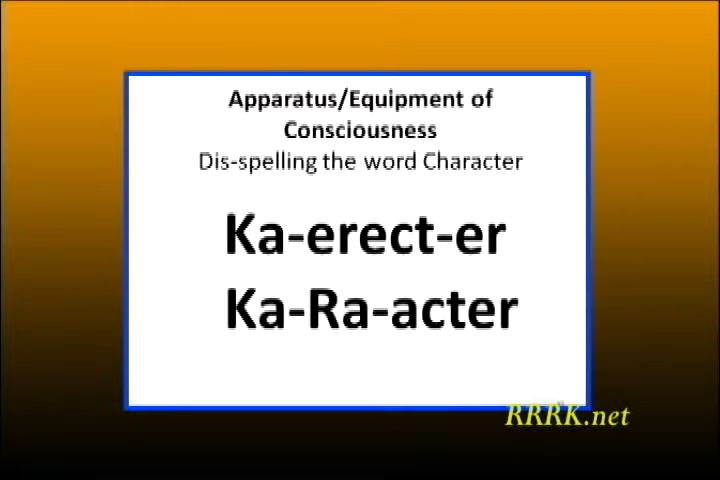 Apparatus/Equipment of
Consciousness
Dis-spelling the word Character
Ka-erect-er
Ka-Ra-acter
RRRK.net